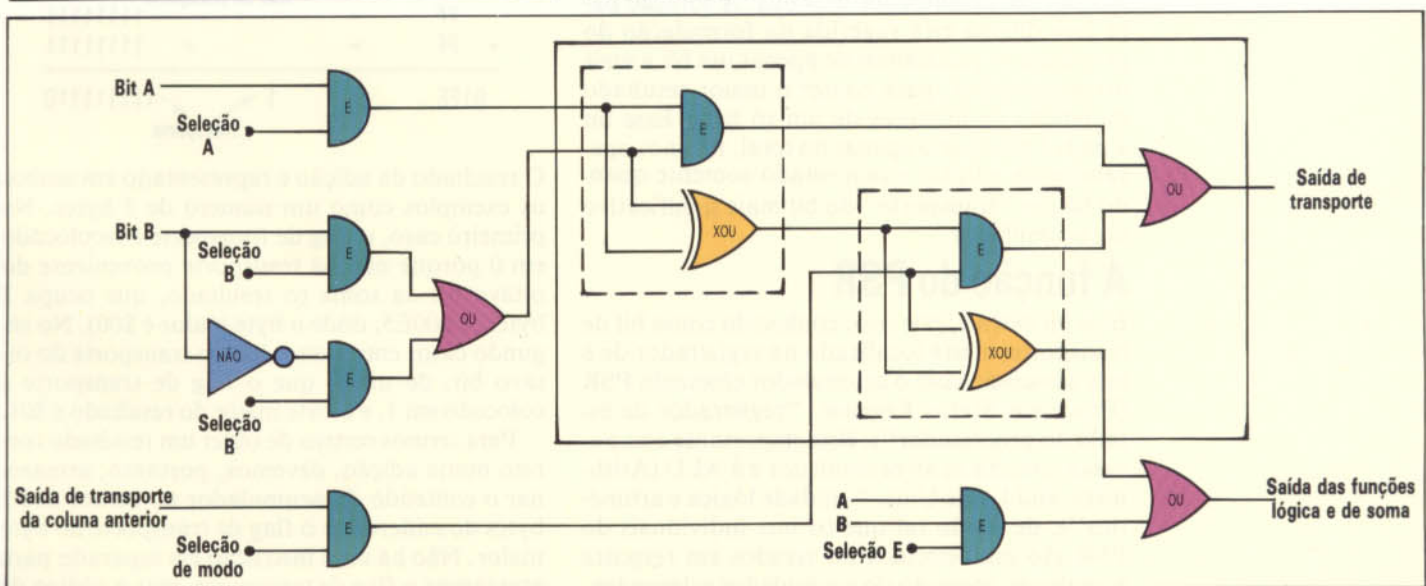 Bit A
Seleção
A
Bit B
Seleção
B
NÃO
Seleção
B
Saída de transporte
da coluna anterior
Seleção
de modo
E
E
E
E
OU
E
XOU
E
XOU
A
B
Seleção E
E
OU
Saída de
transporte
OU
Saída das funções
lógica e de soma